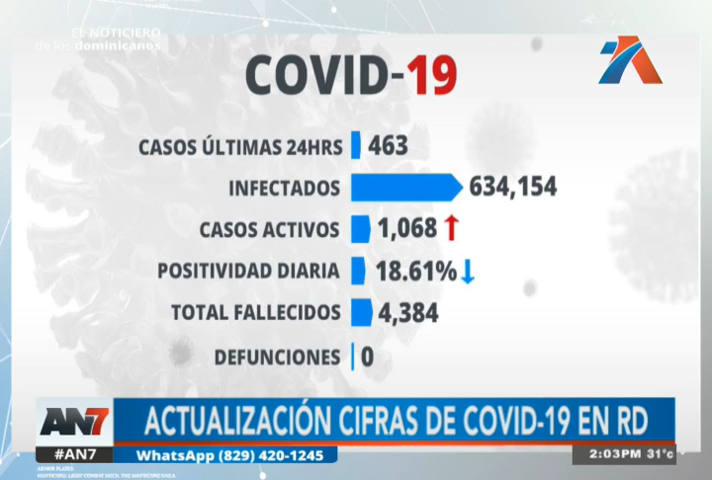 EL NOTICIERO
de los dominicanos
COVID-19
CASOS ÚLTIMAS 24HRS 463
INFECTADOS 634,154
CASOS ACTIVOS 1,068
POSITIVIDAD DIARIA 18.61%
TOTAL FALLECIDOS 4,384
DEFUNCIONES 0
AN7 ACTUALIZACIÓN CIFRAS DE COVID-19 EN RD
#AN7 WhatsApp (829) 420-1245 2:03PM 31°c